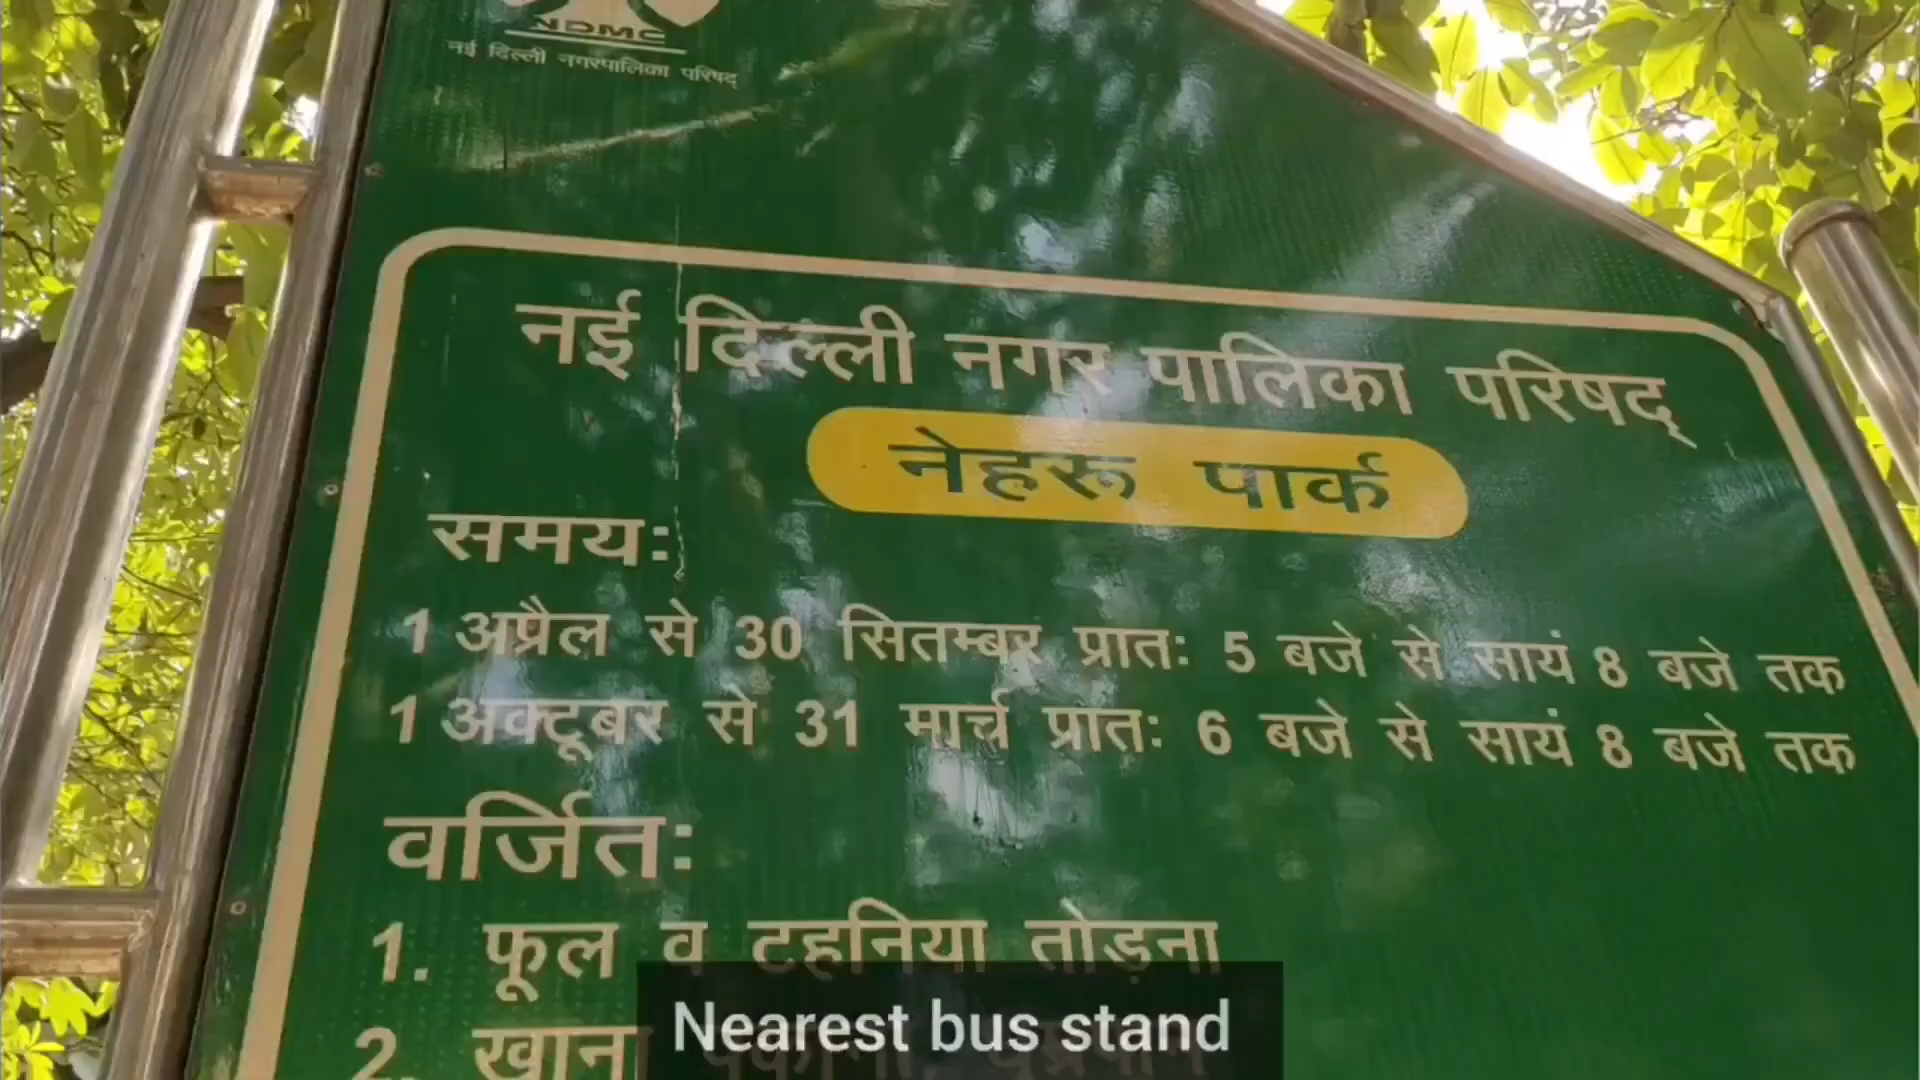 NDMC
नई दिल्ली नगरपालिका परिषद्
नई दिल्ली नगर पालिका परिषद्
नेहरू पार्क
समय:
1 अप्रैल से 30 सितम्बर प्रातः 5 बजे से सायं 8 बजे तक
1 अक्टूबर से 31 मार्च प्रातः 6 बजे से सायं 8 बजे तक
वर्जित:
1. फूल व टहनिया तोड़ना
2. खाना
Nearest bus stand